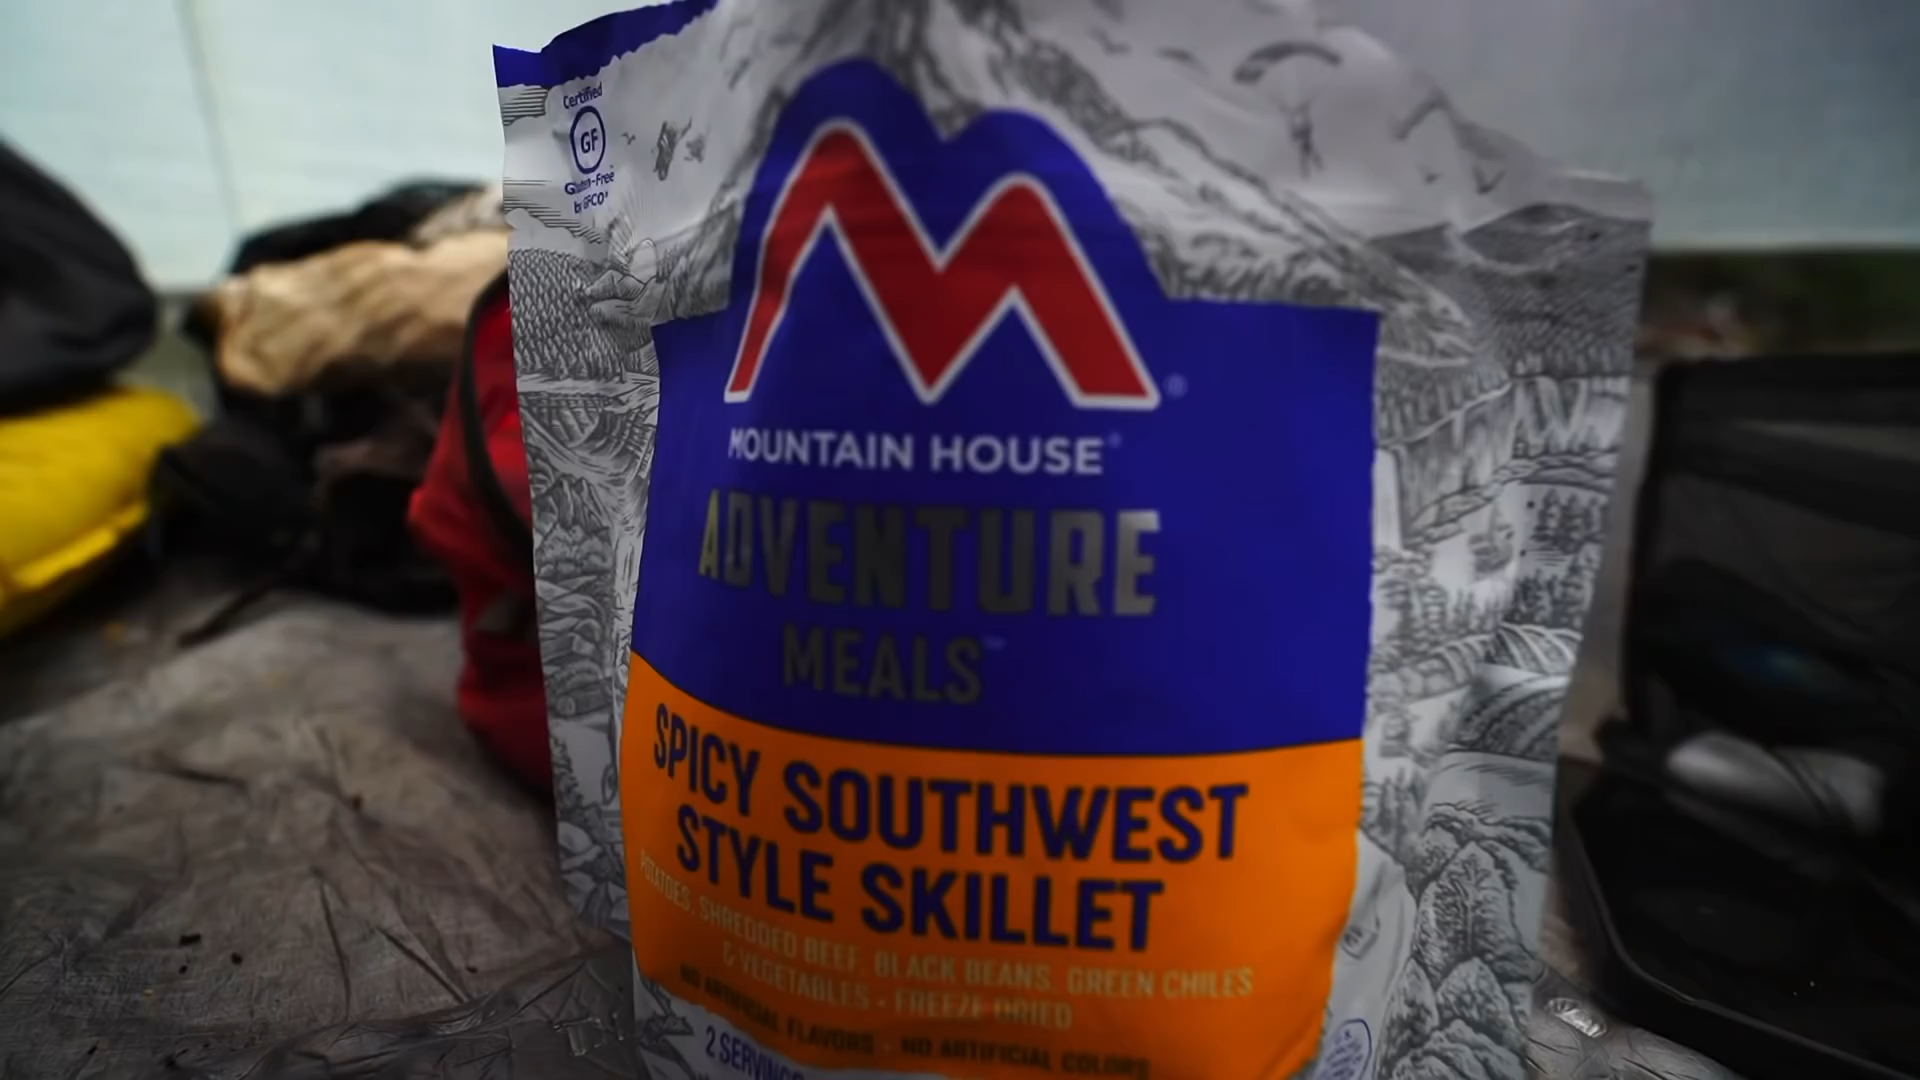 Certified
GF
Gluten-Free
by GFCO®
MOUNTAIN HOUSE®
ADVENTURE
MEALS™
SPICY SOUTHWEST
STYLE SKILLET
POTATOES, SHREDDED BEEF, BLACK BEANS, GREEN CHILES
& VEGETABLES - FREEZE DRIED
NO ARTIFICIAL FLAVORS - NO ARTIFICIAL COLORS
2 SERVINGS